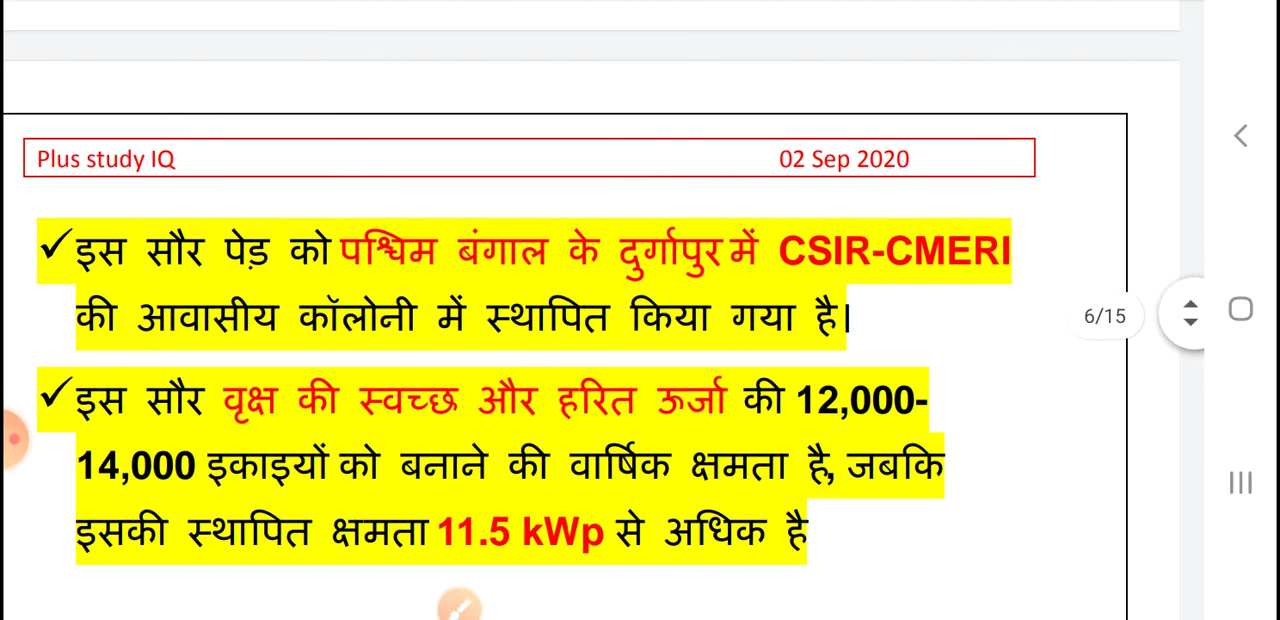 Plus study IQ 02 Sep 2020
✓इस सौर पेड़ को पश्चिम बंगाल के दुर्गापुर में CSIR-CMERI
की आवासीय कॉलोनी में स्थापित किया गया है।
6/15
✓इस सौर वृक्ष की स्वच्छ और हरित ऊर्जा की 12,000-
14,000 इकाइयों को बनाने की वार्षिक क्षमता है, जबकि
इसकी स्थापित क्षमता 11.5 kWp से अधिक है